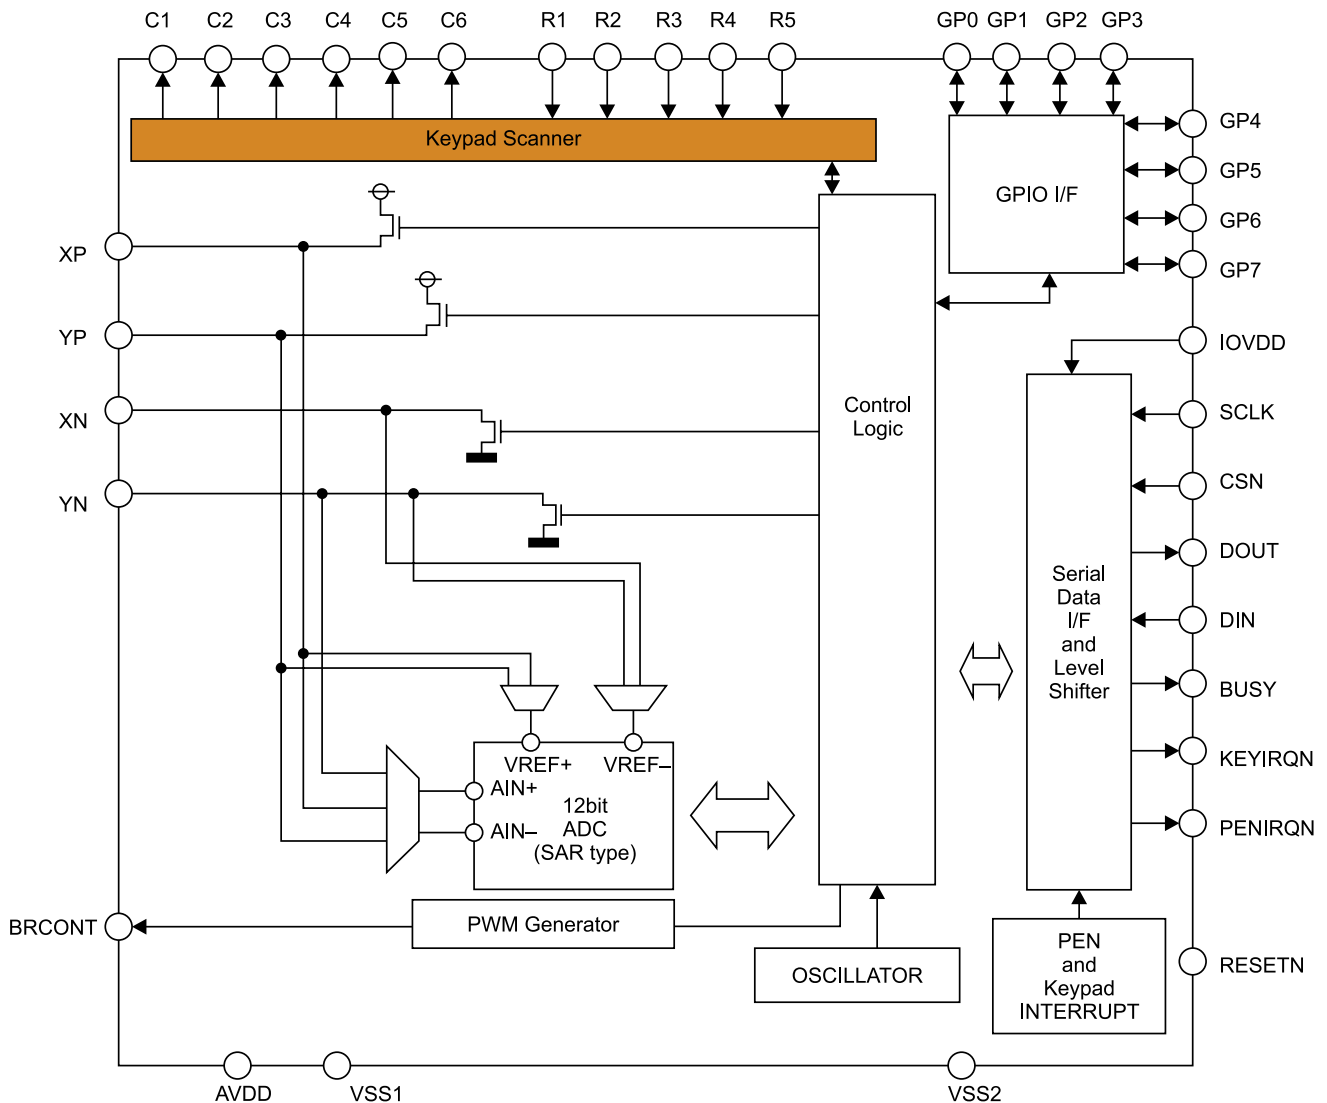 C1 C2 C3 C4 C5 C6 R1 R2 R3 R4 R5 GP0 GP1 GP2 GP3
Keypad Scanner
GP4
GP5
GP6
GP7
GPIO I/F
XP
YP
XN
YN
Control
Logic
IOVDD
SCLK
CSN
DOUT
DIN
BUSY
KEYIRQN
PENIRQN
Serial
Data
I/F
and
Level
Shifter
VREF+ VREF–
AIN+
AIN–
12bit
ADC
(SAR type)
BRCONT
PWM Generator
OSCILLATOR
PEN
and
Keypad
INTERRUPT
RESETN
AVDD VSS1 VSS2